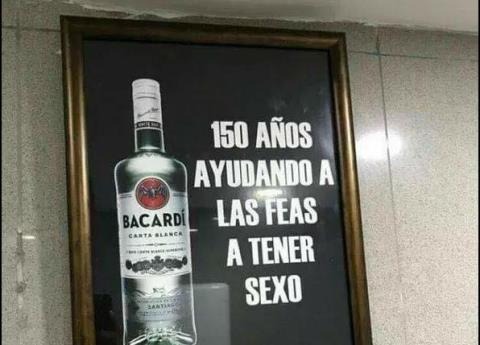 150 AÑOS
AYUDANDO A
LAS FEAS
A TENER
SEXO
BACARDÍ
CARTA BLANCA